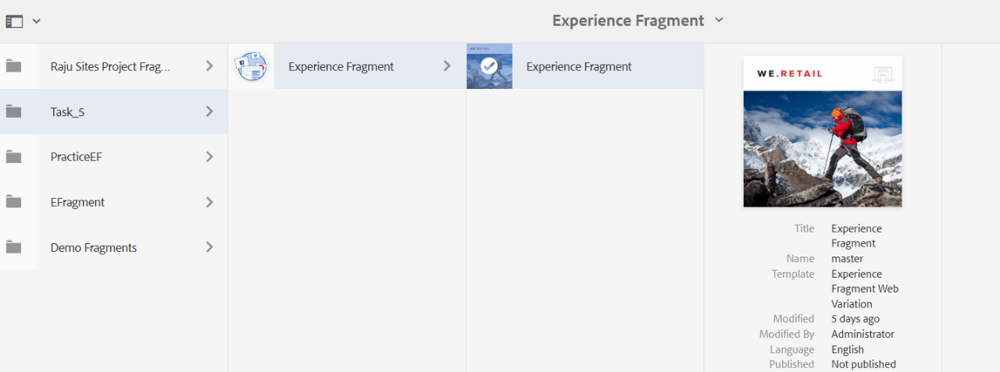 Experience Fragment
Raju Sites Project Frag...
Task_5
PracticeEF
EFragment
Demo Fragments
Experience Fragment
Experience Fragment
WE.RETAIL
Title Experience
Fragment
Name master
Template Experience
Fragment Web
Variation
Modified 5 days ago
Modified By Administrator
Language English
Published Not published